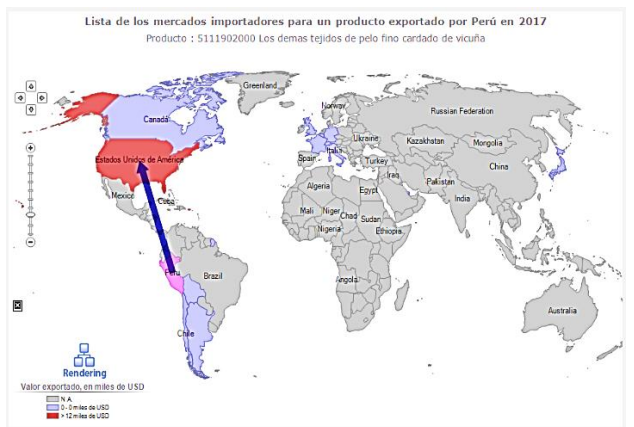 Lista de los mercados importadores para un producto exportado por Perú en 2017
Producto : 5111902000 Los demas tejidos de pelo fino cardado de vicuña
Greenland
Norway
Russian Federation
Canadá
Ukraine
Kazakhstan
Mongolia
Italia
Estados Unidos de América
Spain
Turkey
China
Iraq
Algeria
Pakistan
Mexico
Egypt
India
Cuba
Mali
Niger
Chad
Sudan
Nigeria
Ethiopia
Perú
Brazil
Angola
Australia
Chile
Rendering
Valor exportado, en miles de USD
N.A.
0 - 0 miles de USD
> 12 miles de USD